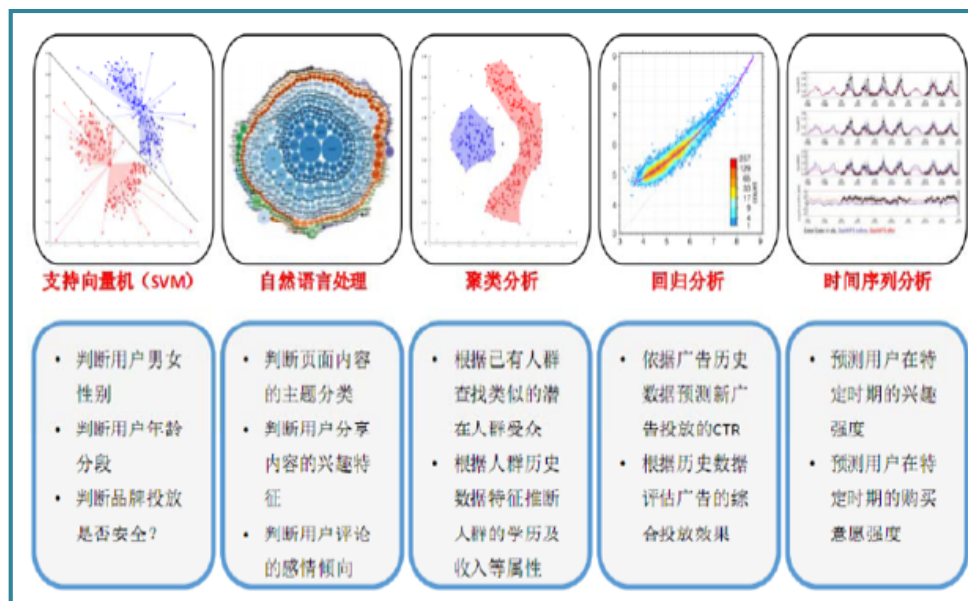 支持向量机（SVM）
自然语言处理
聚类分析
回归分析
时间序列分析
3 4 5 6 7 8 9
• 判断用户男女
性别
• 判断用户年龄
分段
• 判断品牌投放
是否安全?
• 判断页面内容
的主题分类
• 判断用户分享
内容的兴趣特
征
• 判断用户评论
的感情倾向
• 根据已有人群
查找类似的潜
在人群受众
• 根据人群历史
数据特征推断
人群的学历及
收入等属性
• 依据广告历史
数据预测新广
告投放的CTR
• 根据历史数据
评估广告的综
合投放效果
• 预测用户在特
定时期的兴趣
强度
• 预测用户在特
定时期的购买
意愿强度